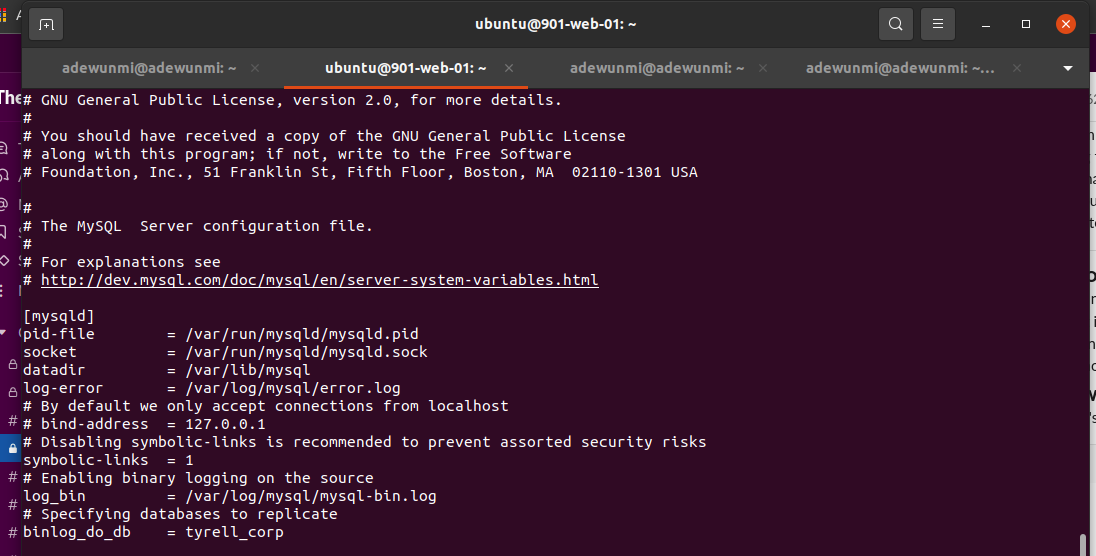 ubuntu@901-web-01: ~
adewunmi@adewunmi: ~
ubuntu@901-web-01: ~
adewunmi@adewunmi: ~
adewunmi@adewunmi: ~...
The
# GNU General Public License, version 2.0, for more details.
#
# You should have received a copy of the GNU General Public License
# along with this program; if not, write to the Free Software
# Foundation, Inc., 51 Franklin St, Fifth Floor, Boston, MA  02110-1301 USA
#
# The MySQL  Server configuration file.
#
# For explanations see
# http://dev.mysql.com/doc/mysql/en/server-system-variables.html
[mysqld]
pid-file        = /var/run/mysqld/mysqld.pid
socket          = /var/run/mysqld/mysqld.sock
datadir         = /var/lib/mysql
log-error       = /var/log/mysql/error.log
# By default we only accept connections from localhost
# bind-address  = 127.0.0.1
# Disabling symbolic-links is recommended to prevent assorted security risks
symbolic-links  = 1
# Enabling binary logging on the source
log_bin         = /var/log/mysql/mysql-bin.log
# Specifying databases to replicate
binlog_do_db    = tyrell_corp